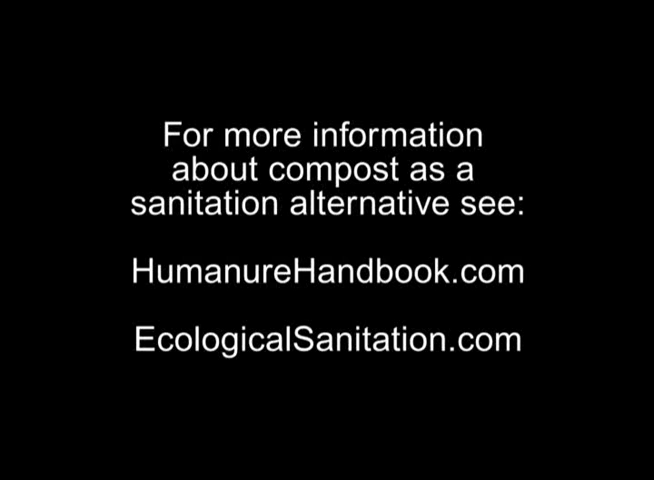 For more information
about compost as a
sanitation alternative see:
HumanureHandbook.com
EcologicalSanitation.com